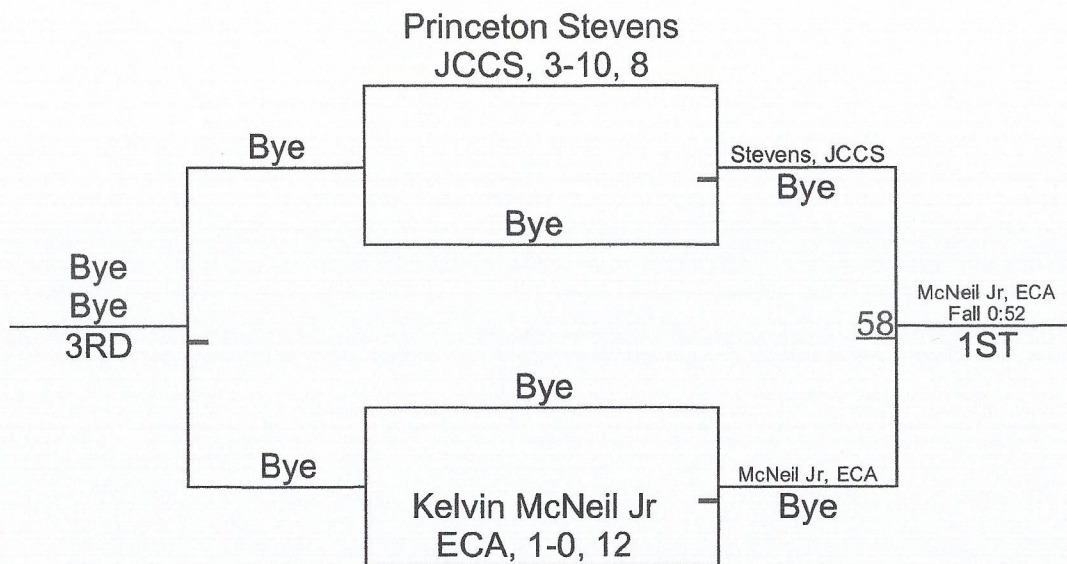 Princeton Stevens
JCCS, 3-10, 8
Bye
Stevens, JCCS
Bye
Bye
Bye
Bye
3RD
58
McNeil Jr, ECA
Fall 0:52
1ST
Bye
Bye
McNeil Jr, ECA
Bye
Kelvin McNeil Jr
ECA, 1-0, 12